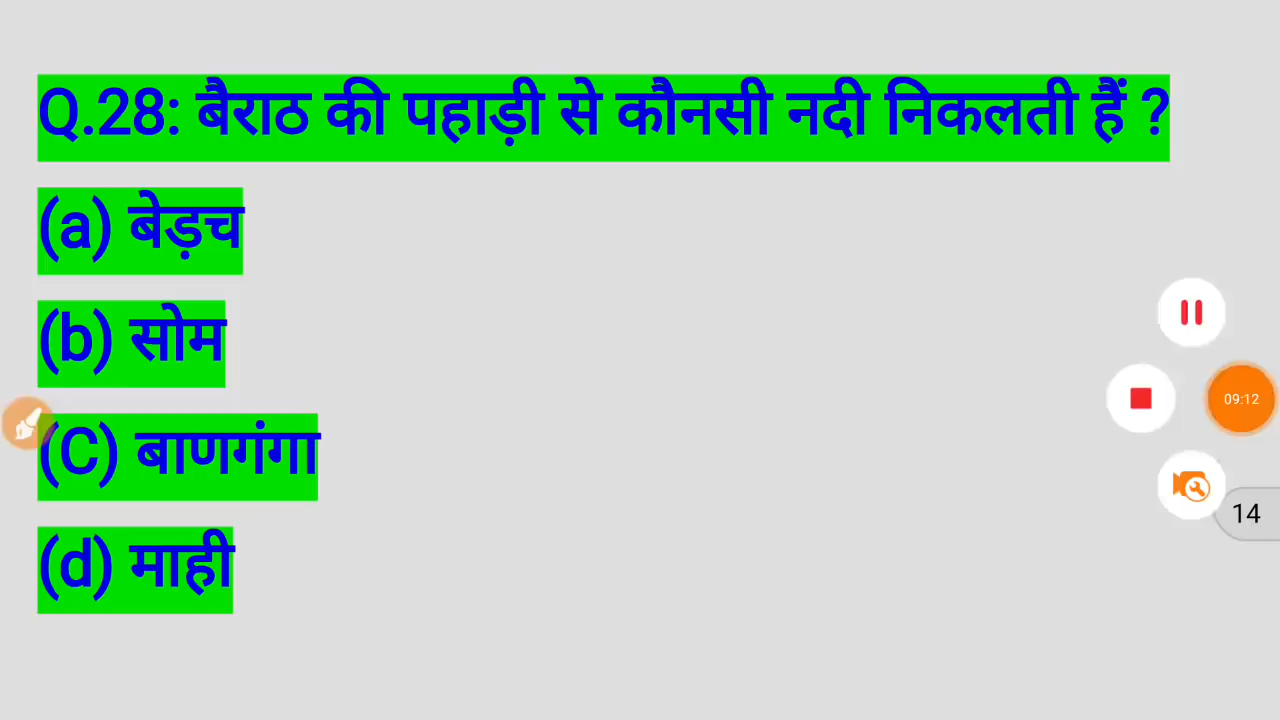 Q.28: बैराठ की पहाड़ी से कौनसी नदी निकलती हैं ?
(a) बेड़च
(b) सोम
(C) बाणगंगा
(d) माही
09:12
14